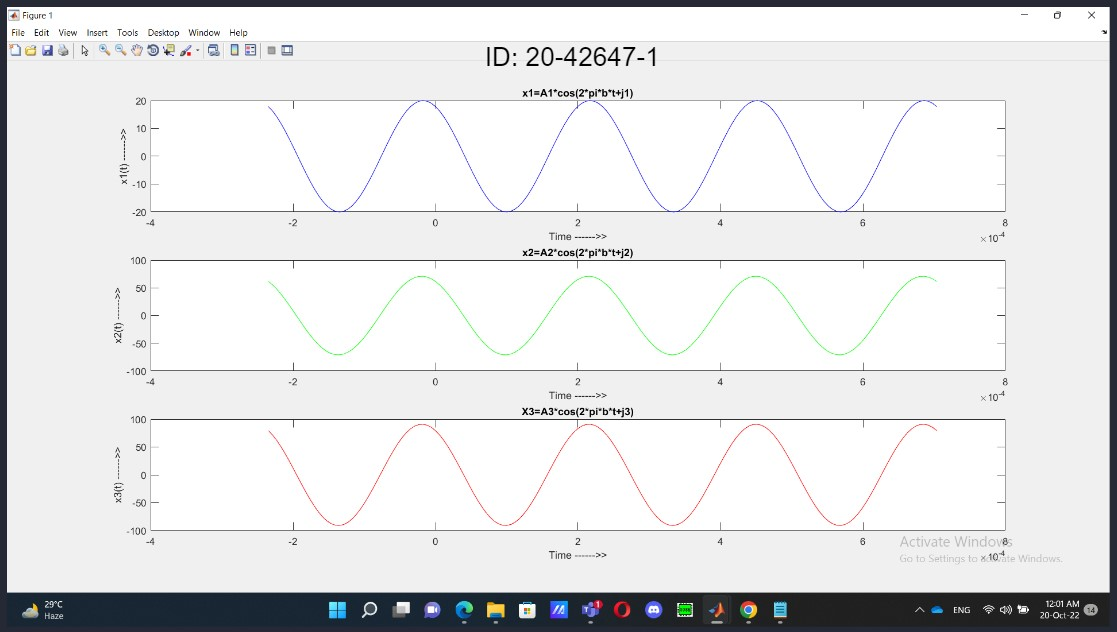 Figure 1
File Edit View Insert Tools Desktop Window Help
ID: 20-42647-1
x1=A1*cos(2*pi*b*t+j1)
20
10
0
-10
-20
x1(t) ------->>
-4 -2 0 2 4 6 8
Time ------>>
×10-4
x2=A2*cos(2*pi*b*t+j2)
100
50
0
-50
-100
x2(t) ------->>
-4 -2 0 2 4 6 8
Time ------>>
×10-4
X3=A3*cos(2*pi*b*t+j3)
100
50
0
-50
-100
x3(t) ------->>
-4 -2 0 2 4 6 8
Time ------>>
×10-4
Activate Windows
Go to Settings to activate Windows.
29°C
Haze
1
ENG
12:01 AM
20-Oct-22
14